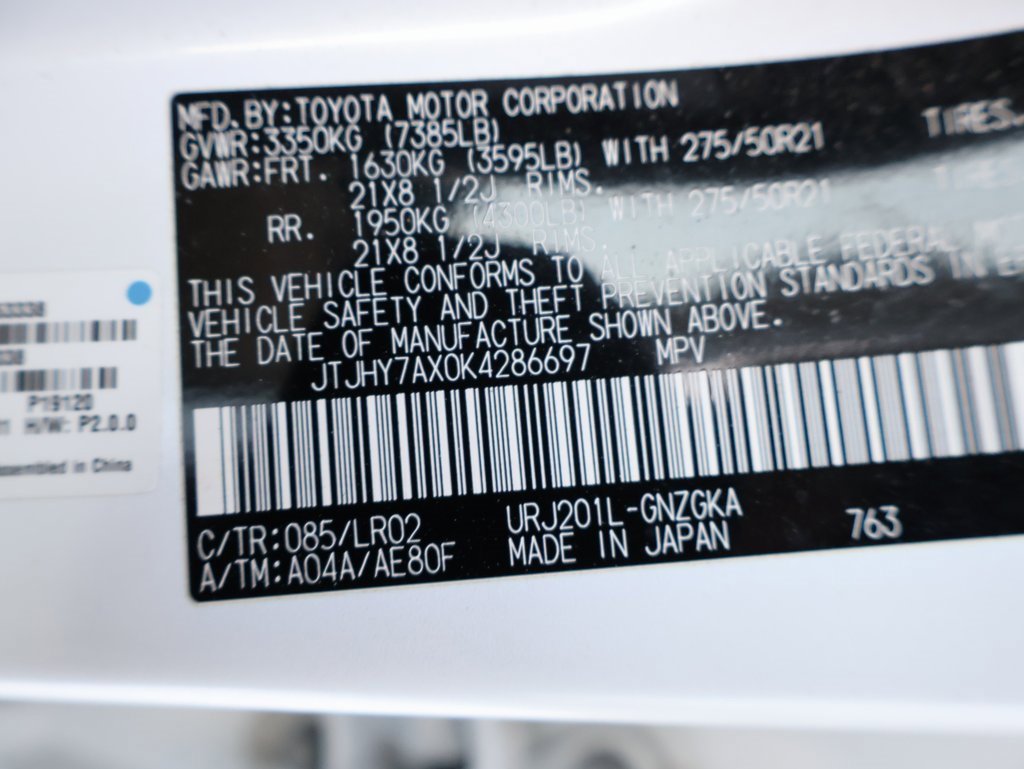 MFD.BY:TOYOTA MOTOR CORPORATION
GVWR:3350KG (7385LB)
GAWR:FRT. 1630KG (3595LB) WITH 275/50R21 TIRES
21X8 1/2J RIMS.
RR. 1950KG (4300LB) WITH 275/50R21 TIRES
21X8 1/2J RIMS.
THIS VEHICLE CONFORMS TO ALL APPLICABLE FEDERAL
VEHICLE SAFETY AND THEFT PREVENTION STANDARDS IN
THE DATE OF MANUFACTURE SHOWN ABOVE.
JTJHY7AX0K4286697 MPV
C/TR:085/LR02 URJ201L-GNZGKA 763
A/TM:A04A/AE80F MADE IN JAPAN
P19120
H/W: P2.0.0
Assembled in China